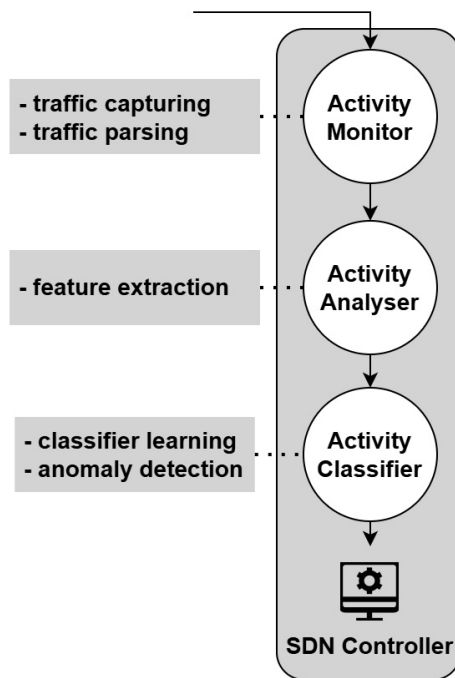 - traffic capturing
- traffic parsing
Activity
Monitor
- feature extraction
Activity
Analyser
- classifier learning
- anomaly detection
Activity
Classifier
SDN Controller